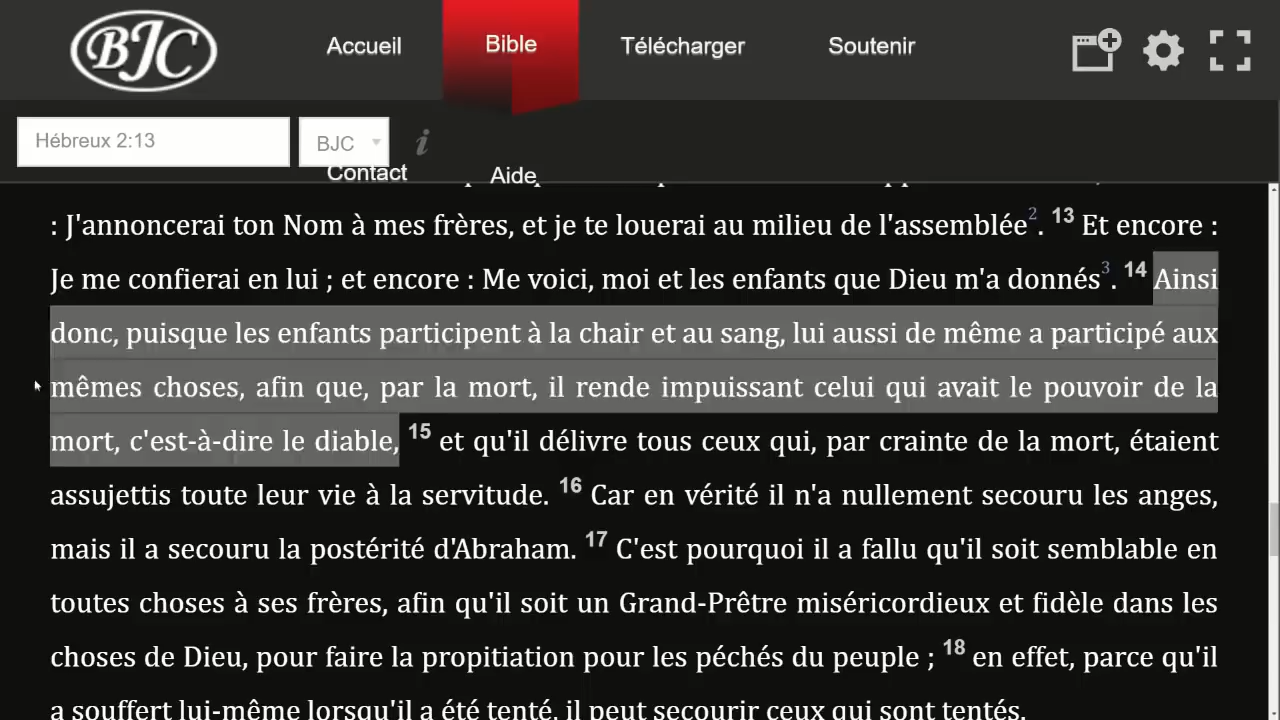 BJC
Accueil
Bible
Télécharger
Soutenir
Hébreux 2:13
BJC
i
Contact
Aide
: J'annoncerai ton Nom à mes frères, et je te louerai au milieu de l'assemblée2. 13 Et encore :
Je me confierai en lui ; et encore : Me voici, moi et les enfants que Dieu m'a donnés3. 14 Ainsi
donc, puisque les enfants participent à la chair et au sang, lui aussi de même a participé aux
mêmes choses, afin que, par la mort, il rende impuissant celui qui avait le pouvoir de la
mort, c'est-à-dire le diable, 15 et qu'il délivre tous ceux qui, par crainte de la mort, étaient
assujettis toute leur vie à la servitude. 16 Car en vérité il n'a nullement secouru les anges,
mais il a secouru la postérité d'Abraham. 17 C'est pourquoi il a fallu qu'il soit semblable en
toutes choses à ses frères, afin qu'il soit un Grand-Prêtre miséricordieux et fidèle dans les
choses de Dieu, pour faire la propitiation pour les péchés du peuple ; 18 en effet, parce qu'il
a souffert lui-même lorsqu'il a été tenté, il peut secourir ceux qui sont tentés.